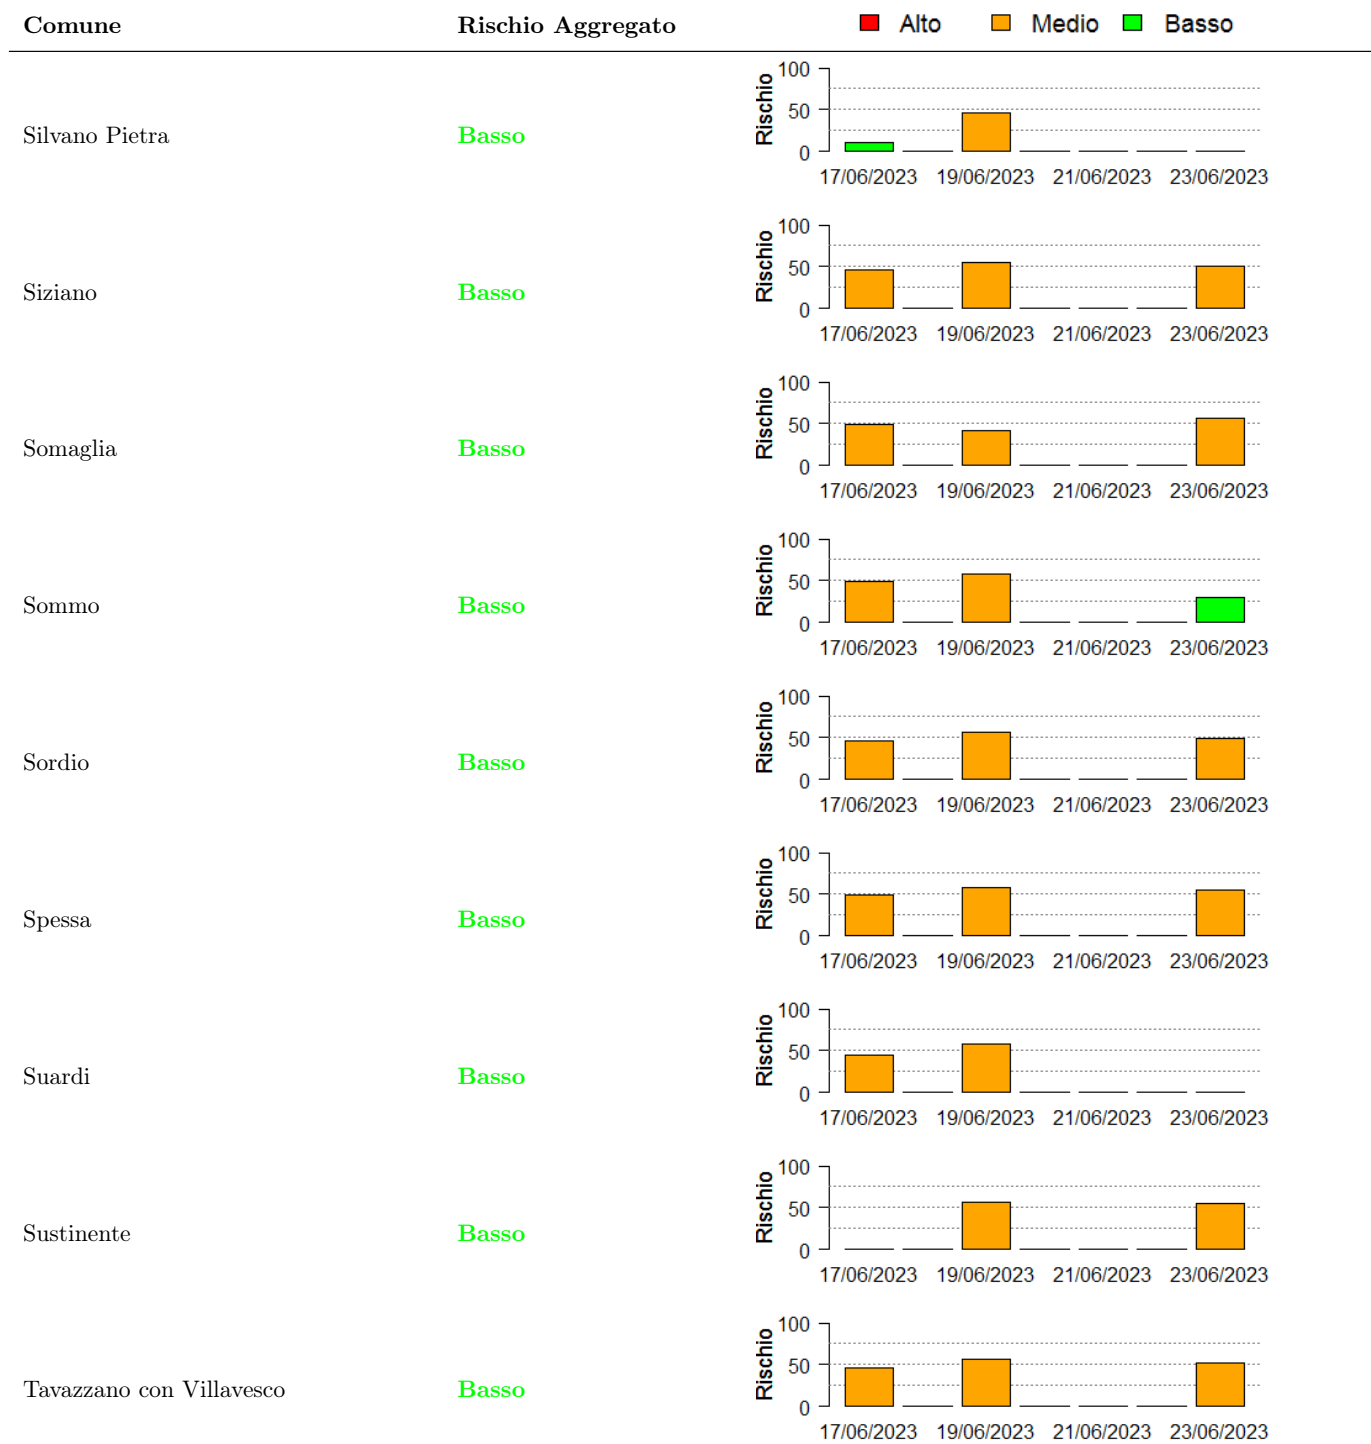 Comune Rischio Aggregato Alto Medio Basso
100
50
0
Rischio
Silvano Pietra Basso
17/06/2023 19/06/2023 21/06/2023 23/06/2023
100
50
0
Rischio
Siziano Basso
17/06/2023 19/06/2023 21/06/2023 23/06/2023
100
50
0
Rischio
Somaglia Basso
17/06/2023 19/06/2023 21/06/2023 23/06/2023
100
50
0
Rischio
Sommo Basso
17/06/2023 19/06/2023 21/06/2023 23/06/2023
100
50
0
Rischio
Sordio Basso
17/06/2023 19/06/2023 21/06/2023 23/06/2023
100
50
0
Rischio
Spessa Basso
17/06/2023 19/06/2023 21/06/2023 23/06/2023
100
50
0
Rischio
Suardi Basso
17/06/2023 19/06/2023 21/06/2023 23/06/2023
100
50
0
Rischio
Sustinente Basso
17/06/2023 19/06/2023 21/06/2023 23/06/2023
100
50
0
Rischio
Tavazzano con Villavesco Basso
17/06/2023 19/06/2023 21/06/2023 23/06/2023